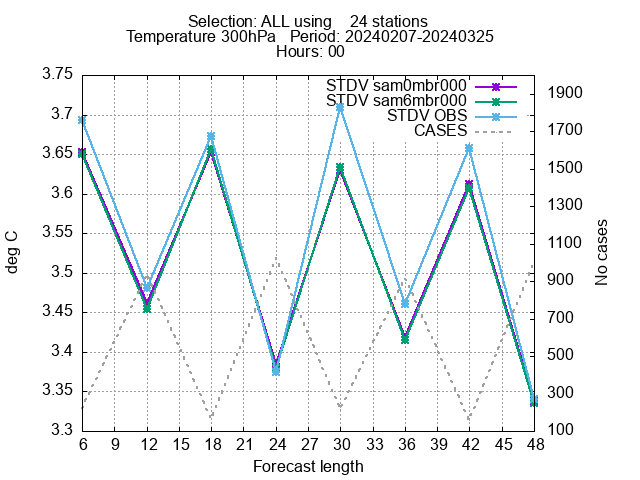 Selection: ALL using    24 stations
Temperature 300hPa   Period: 20240207-20240325
Hours: 00
STDV sam0mbr000
STDV sam6mbr000
STDV OBS
CASES
3.75
3.7
3.65
3.6
3.55
3.5
3.45
3.4
3.35
3.3
deg C
1900
1700
1500
1300
1100
900
700
500
300
100
No cases
6 9 12 15 18 21 24 27 30 33 36 39 42 45 48
Forecast length